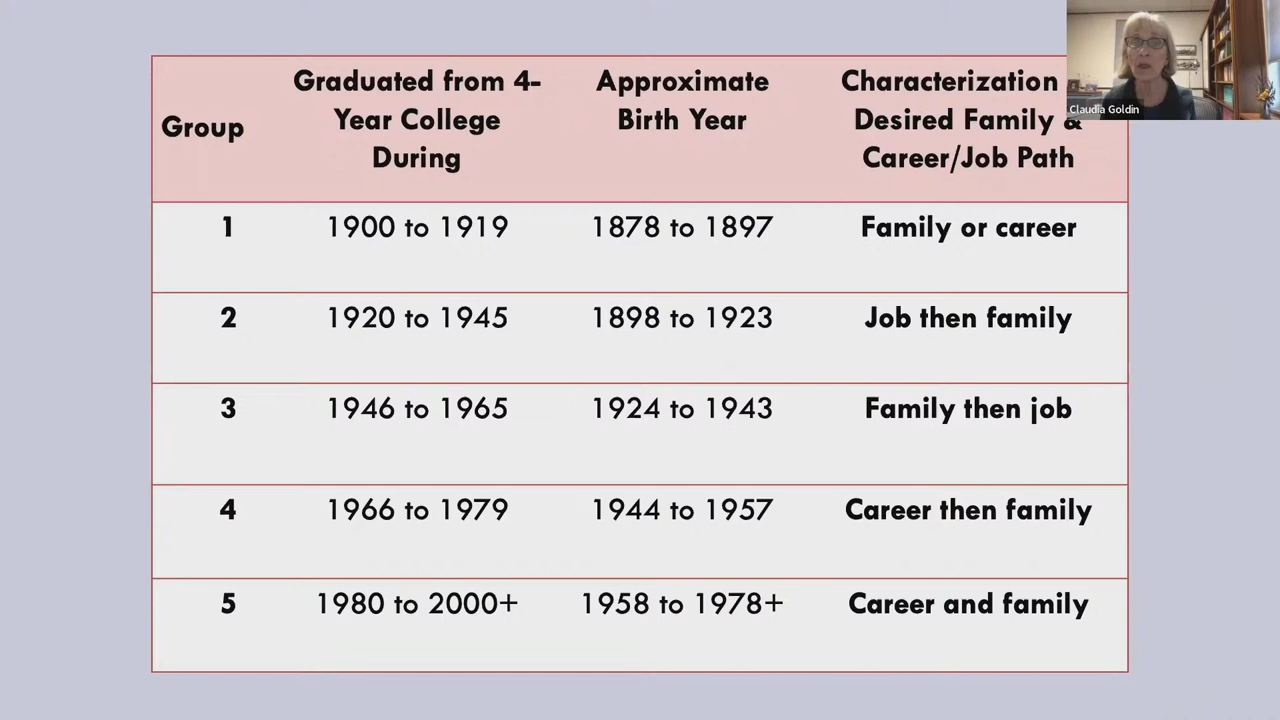 Group
Graduated from 4-
Year College
During
Approximate
Birth Year
Characterization
Desired Family &
Career/Job Path
1 1900 to 1919 1878 to 1897 Family or career
2 1920 to 1945 1898 to 1923 Job then family
3 1946 to 1965 1924 to 1943 Family then job
4 1966 to 1979 1944 to 1957 Career then family
5 1980 to 2000+ 1958 to 1978+ Career and family
Claudia Goldin